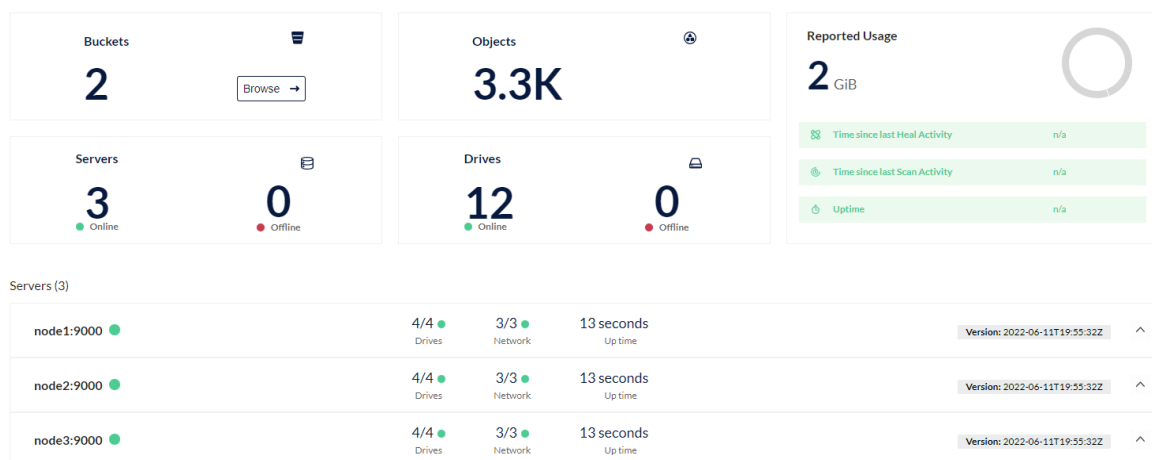 Buckets
2
Browse →
Objects
3.3K
Reported Usage
2 GiB
Time since last Heal Activity n/a
Time since last Scan Activity n/a
Uptime n/a
Servers
3 0
Online Offline
Drives
12 0
Online Offline
Servers (3)
node1:9000 4/4 3/3 13 seconds Version: 2022-06-11T19:55:32Z
Drives Network Up time
node2:9000 4/4 3/3 13 seconds Version: 2022-06-11T19:55:32Z
Drives Network Up time
node3:9000 4/4 3/3 13 seconds Version: 2022-06-11T19:55:32Z
Drives Network Up time